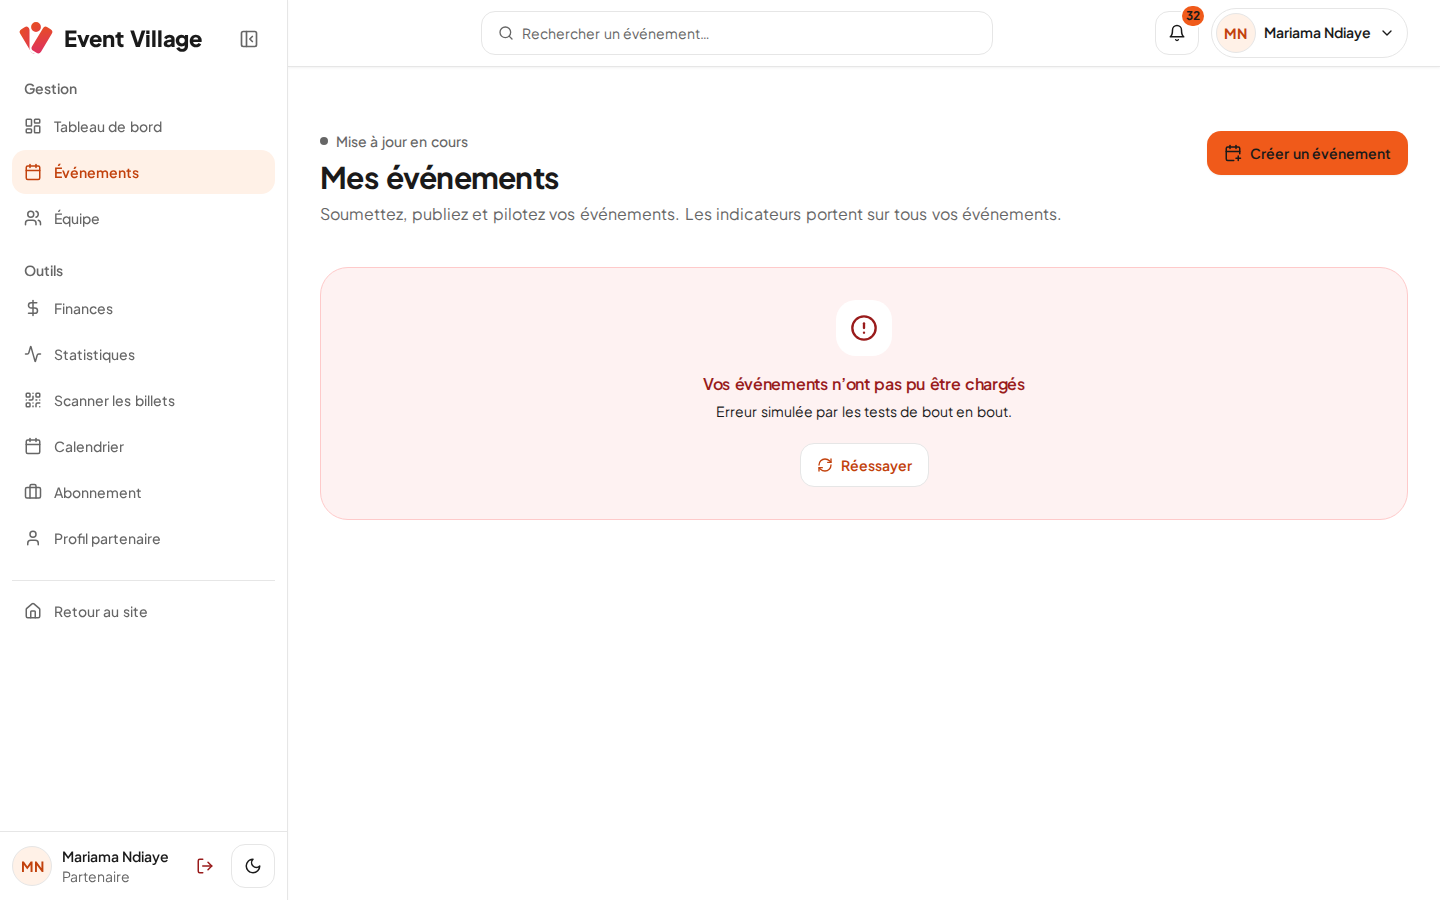 Event Village
Rechercher un événement…
32
MN
Mariama Ndiaye
Gestion
Tableau de bord
Événements
Équipe
Outils
Finances
Statistiques
Scanner les billets
Calendrier
Abonnement
Profil partenaire
Retour au site
MN
Mariama Ndiaye
Partenaire
Mise à jour en cours
Mes événements
Soumettez, publiez et pilotez vos événements. Les indicateurs portent sur tous vos événements.
Créer un événement
Vos événements n’ont pas pu être chargés
Erreur simulée par les tests de bout en bout.
Réessayer